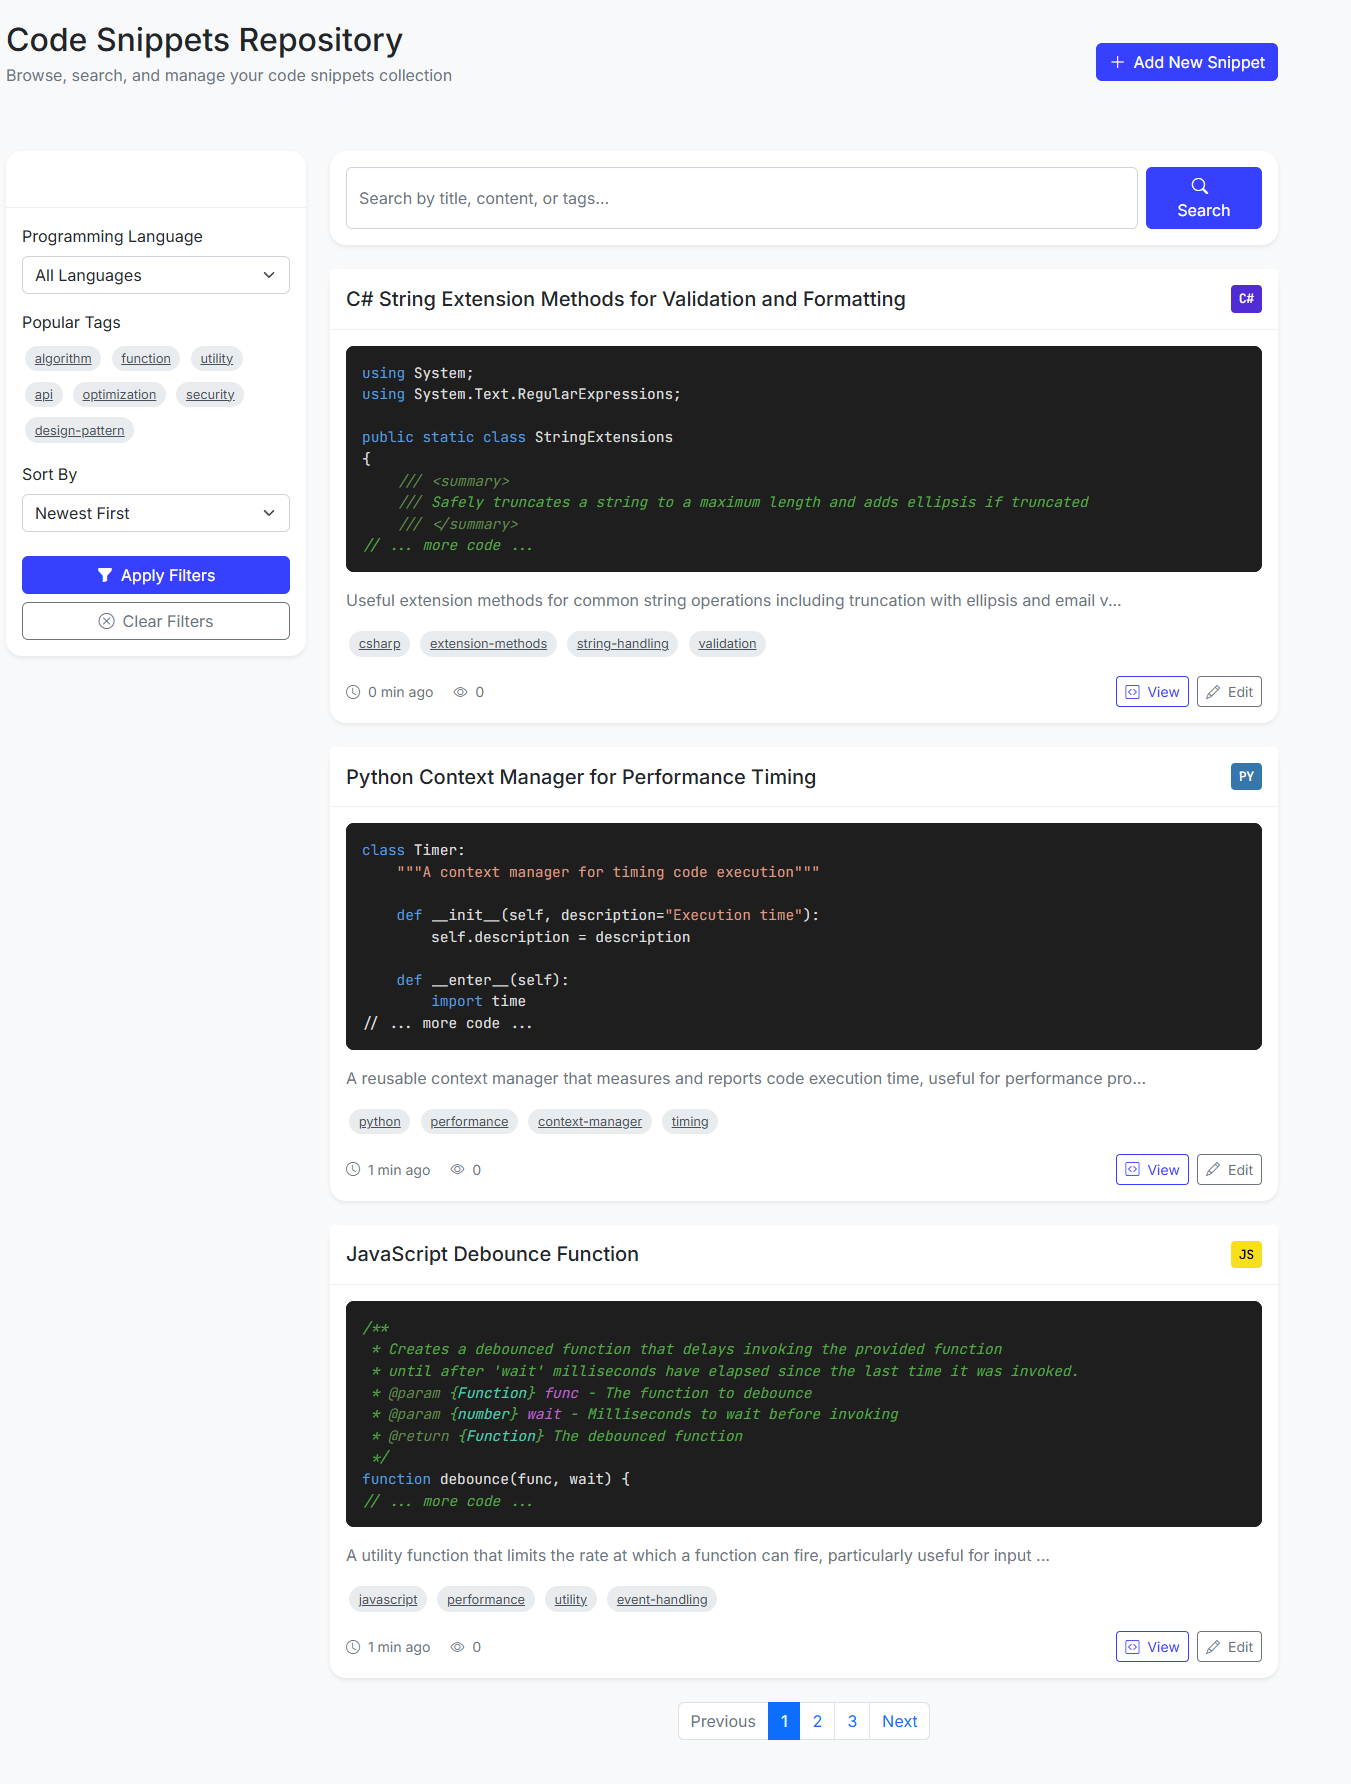 Code Snippets Repository
Browse, search, and manage your code snippets collection
Add New Snippet
Programming Language
All Languages
Popular Tags
algorithm function utility
api optimization security
design-pattern
Sort By
Newest First
Apply Filters
Clear Filters
Search by title, content, or tags...
Search
C# String Extension Methods for Validation and Formatting
C#
using System;
using System.Text.RegularExpressions;
public static class StringExtensions
{
/// <summary>
/// Safely truncates a string to a maximum length and adds ellipsis if truncated
/// </summary>
// ... more code ...
Useful extension methods for common string operations including truncation with ellipsis and email v...
csharp extension-methods string-handling validation
0 min ago 0
View Edit
Python Context Manager for Performance Timing
PY
class Timer:
"""A context manager for timing code execution"""
def __init__(self, description="Execution time"):
self.description = description
def __enter__(self):
import time
// ... more code ...
A reusable context manager that measures and reports code execution time, useful for performance pro...
python performance context-manager timing
1 min ago 0
View Edit
JavaScript Debounce Function
JS
/**
* Creates a debounced function that delays invoking the provided function
* until after 'wait' milliseconds have elapsed since the last time it was invoked.
* @param {Function} func - The function to debounce
* @param {number} wait - Milliseconds to wait before invoking
* @return {Function} The debounced function
*/
function debounce(func, wait) {
// ... more code ...
A utility function that limits the rate at which a function can fire, particularly useful for input ...
javascript performance utility event-handling
1 min ago 0
View Edit
Previous 1 2 3 Next